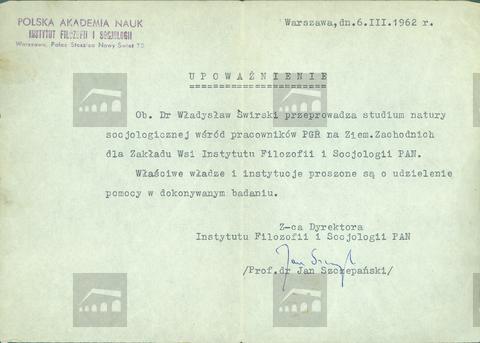 POLSKA AKADEMIA NAUK
INSTYTUT FILOZOFII I SOCJOLOGII
Warszawa, Pałac Staszica Nowy Świat 72
Warszawa,dn.6.III.1962 r.
UPOWAŻNIENIE
Ob. Dr Władysław Świrski przeprowadza studium natury
socjologicznej wśród pracowników PGR na Ziem.Zachodnich
dla Zakładu Wsi Instytutu Filozofii i Socjologii PAN.
Właściwe władze i instytucje proszone są o udzielenie
pomocy w dokonywanym badaniu.
Z-ca Dyrektora
Instytutu Filozofii i Socjologii PAN
/Prof.dr Jan Szczepański/